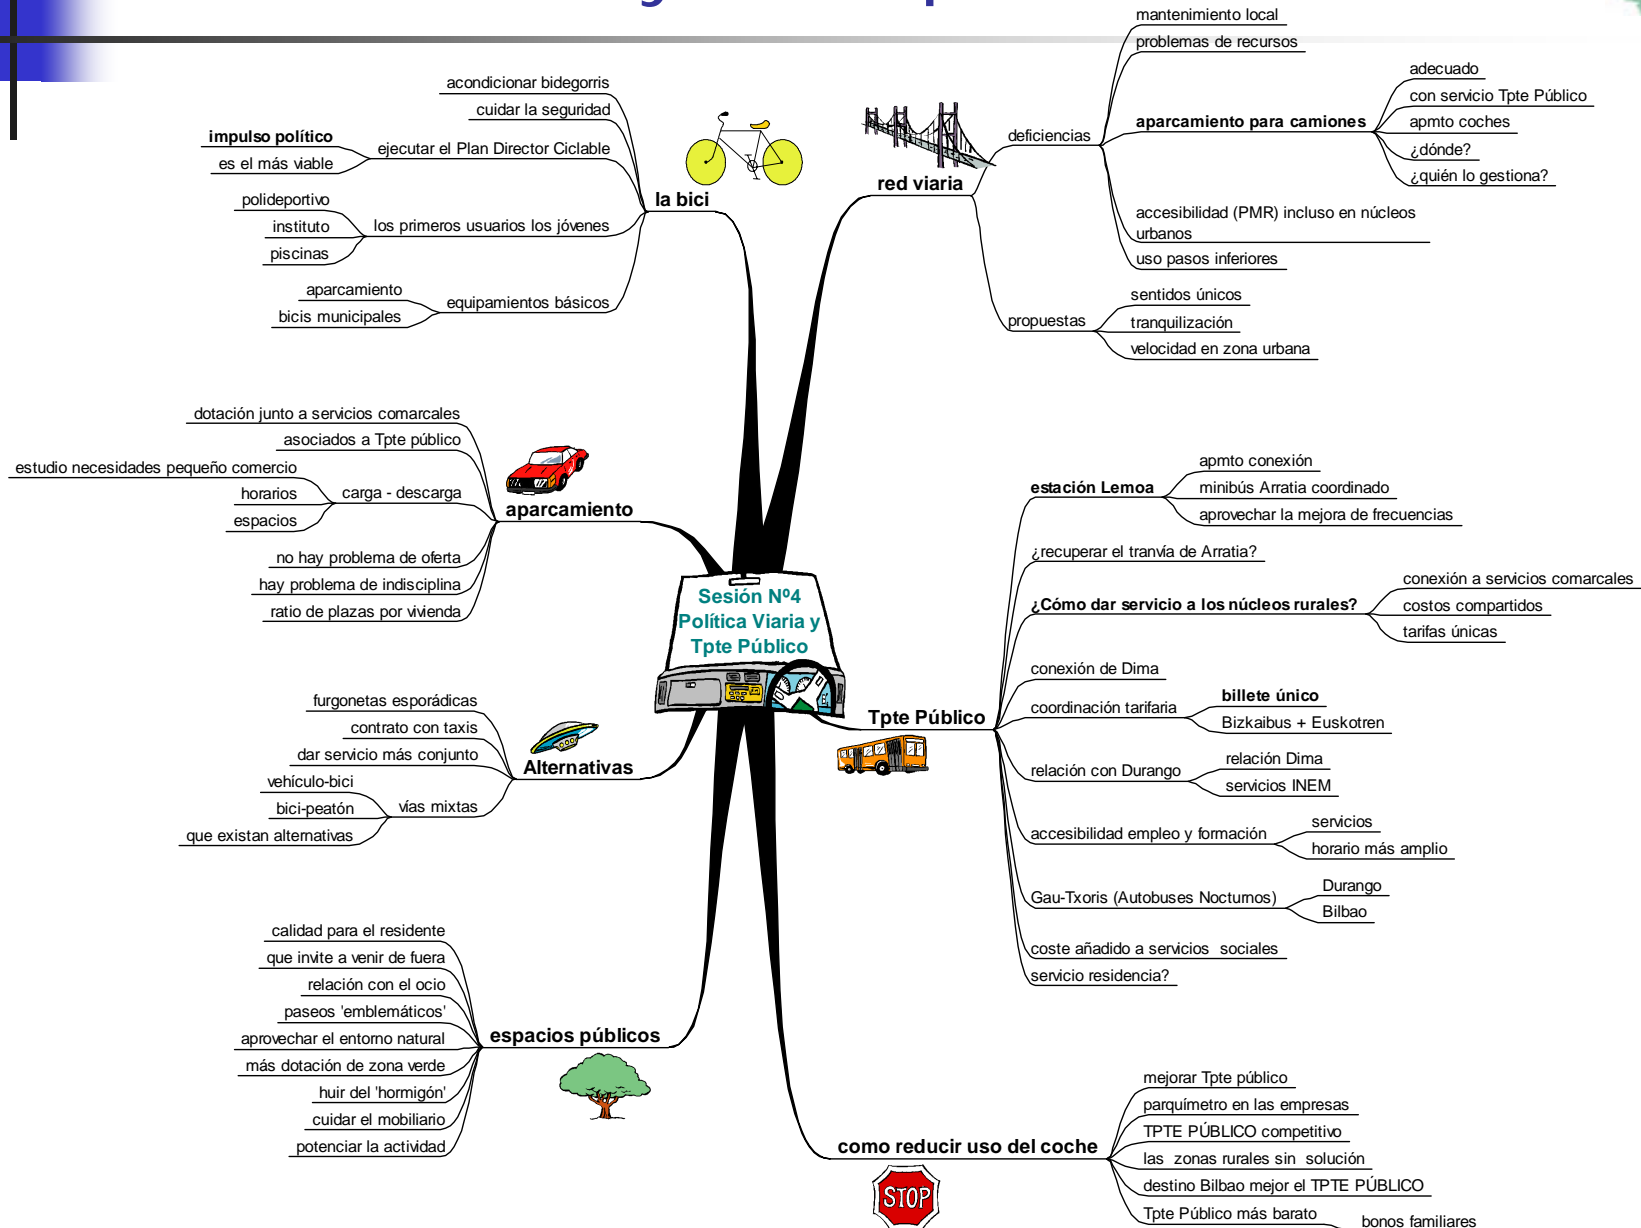 mantenimiento local
problemas de recursos
adecuado
con servicio Tpte Público
aparcamiento para camiones
apmto coches
¿dónde?
¿quién lo gestiona?
deficiencias
accesibilidad (PMR) incluso en núcleos
urbanos
uso pasos inferiores
red viaria
sentidos únicos
propuestas
tranquilización
velocidad en zona urbana
acondicionar bidegorris
cuidar la seguridad
impulso político
ejecutar el Plan Director Ciclable
es el más viable
la bici
polideportivo
instituto
los primeros usuarios los jóvenes
piscinas
aparcamiento
equipamientos básicos
bicis municipales
dotación junto a servicios comarcales
asociados a Tpte público
estudio necesidades pequeño comercio
horarios
carga - descarga
espacios
aparcamiento
no hay problema de oferta
hay problema de indisciplina
ratio de plazas por vivienda
Sesión Nº4
Política Viaria y
Tpte Público
apmto conexión
estación Lemoa
minibús Arratia coordinado
aprovechar la mejora de frecuencias
¿recuperar el tranvía de Arratia?
conexión a servicios comarcales
¿Cómo dar servicio a los núcleos rurales?
costos compartidos
tarifas únicas
conexión de Dima
billete único
coordinación tarifaria
Bizkaibus + Euskotren
Tpte Público
relación Dima
relación con Durango
servicios INEM
servicios
accesibilidad empleo y formación
horario más amplio
Durango
Gau-Txoris (Autobuses Nocturnos)
Bilbao
coste añadido a servicios  sociales
servicio residencia?
furgonetas esporádicas
contrato con taxis
dar servicio más conjunto
Alternativas
vehículo-bici
bici-peatón
vías mixtas
que existan alternativas
calidad para el residente
que invite a venir de fuera
relación con el ocio
paseos 'emblemáticos'
aprovechar el entorno natural
espacios públicos
más dotación de zona verde
huir del 'hormigón'
cuidar el mobiliario
potenciar la actividad
mejorar Tpte público
parquímetro en las empresas
TPTE PÚBLICO competitivo
como reducir uso del coche
las  zonas rurales sin  solución
destino Bilbao mejor el TPTE PÚBLICO
Tpte Público más barato
bonos familiares
STOP